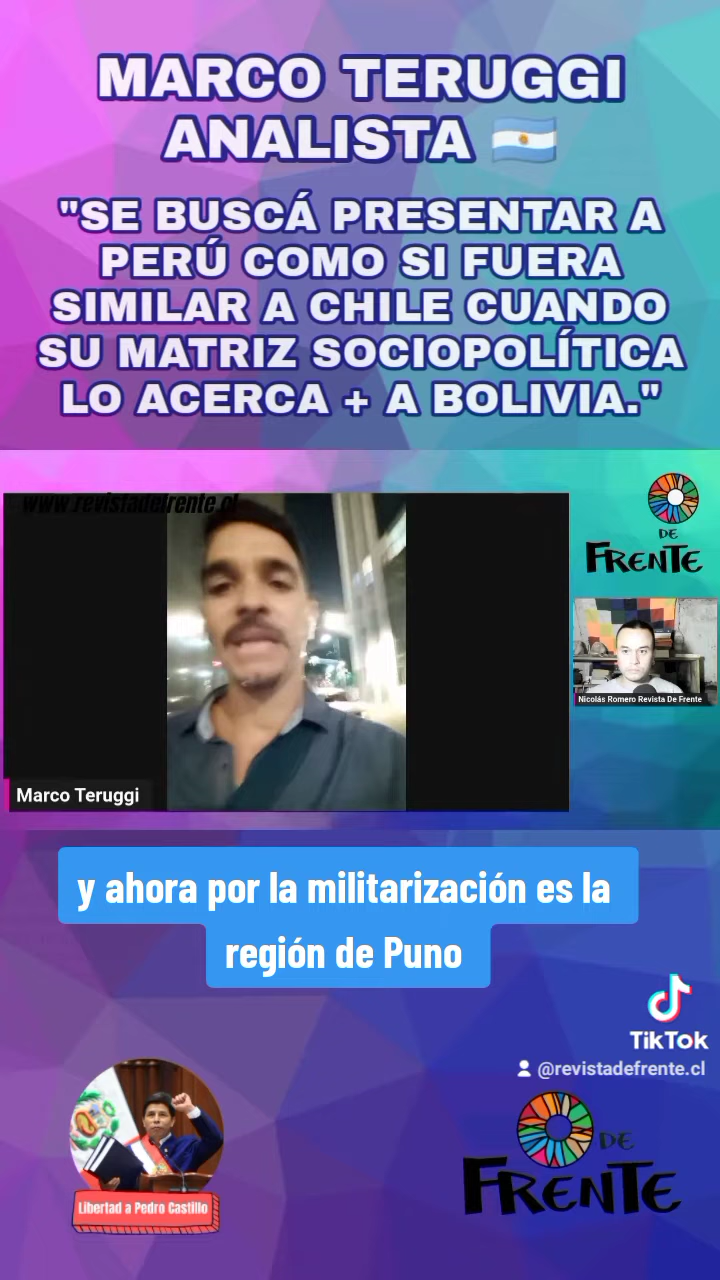 MARCO TERUGGI
ANALISTA
"SE BUSCÁ PRESENTAR A
PERÚ COMO SI FUERA
SIMILAR A CHILE CUANDO
SU MATRIZ SOCIOPOLÍTICA
LO ACERCA + A BOLIVIA."
www.revistadefrente.cl
DE
FRENTE
Nicolás Romero Revista De Frente
Marco Teruggi
y ahora por la militarización es la
región de Puno
TikTok
@revistadefrente.cl
DE
FRENTE
Libertad a Pedro Castillo